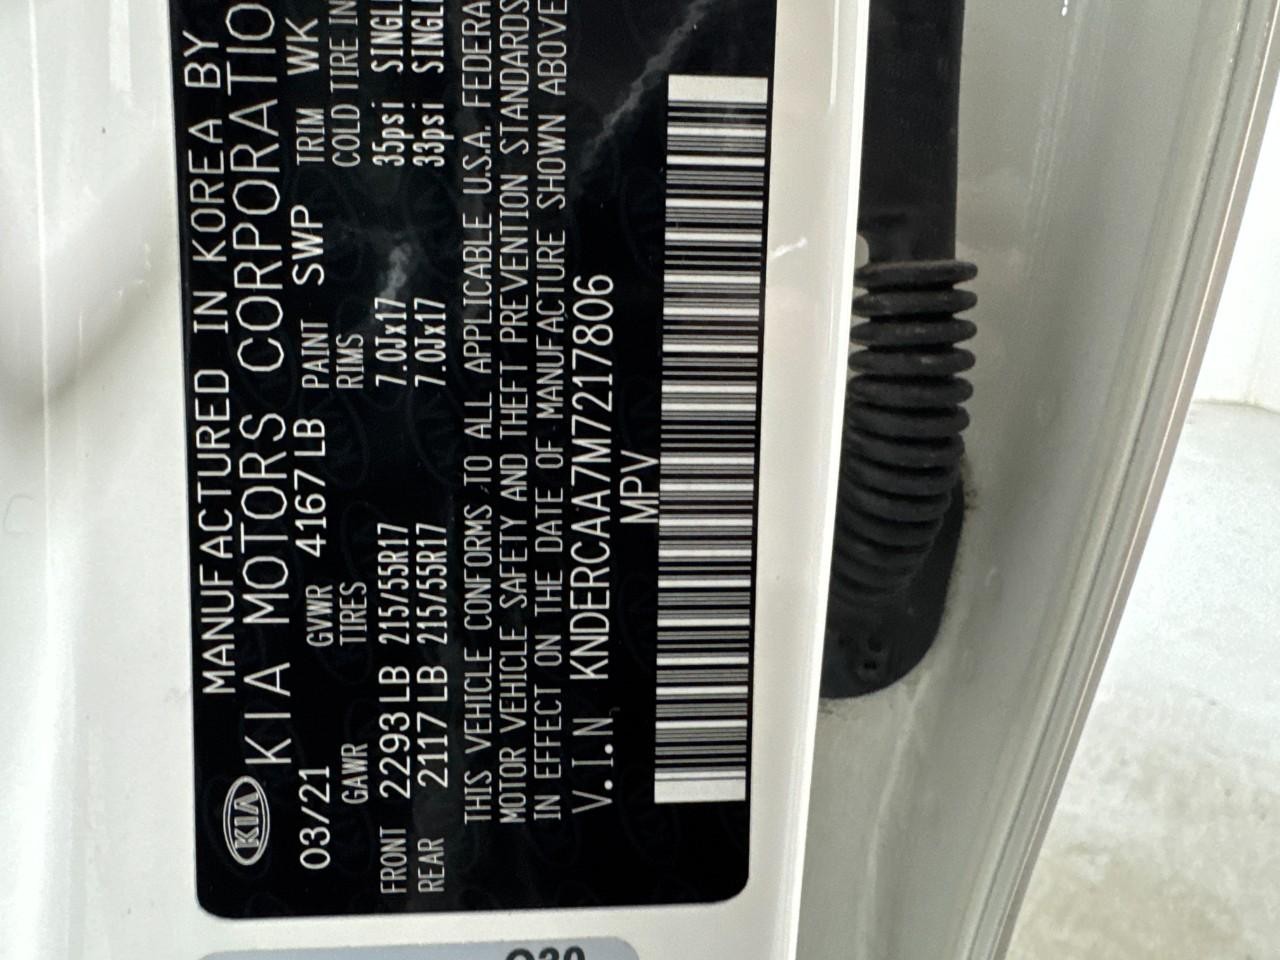 KIA
MANUFACTURED IN KOREA BY
KIA MOTORS CORPORATIO
03/21 GVWR 4167 LB PAINT SWP TRIM WK
GAWR TIRES RIMS COLD TIRE IN
FRONT 2293 LB 215/55R17 7.0Jx17 35psi SINGL
REAR 2117 LB 215/55R17 7.0Jx17 33psi SINGL
THIS VEHICLE CONFORMS TO ALL APPLICABLE U.S.A. FEDERA
MOTOR VEHICLE SAFETY AND THEFT PREVENTION STANDARDS
IN EFFECT ON THE DATE OF MANUFACTURE SHOWN ABOVE
V.I.N KNDERCAA7M7217806
MPV